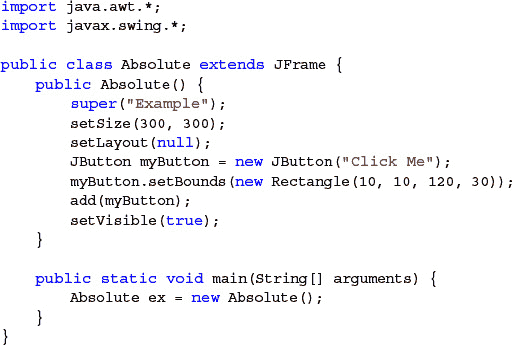 import java.awt.*;
import javax.swing.*;

public class Absolute extends JFrame {
    public Absolute() {
        super("Example");
        setSize(300, 300);
        setLayout(null);
        JButton myButton = new JButton("Click Me");
        myButton.setBounds(new Rectangle(10, 10, 120, 30));
        add(myButton);
        setVisible(true);
    }

    public static void main(String[] arguments) {
        Absolute ex = new Absolute();
    }
}